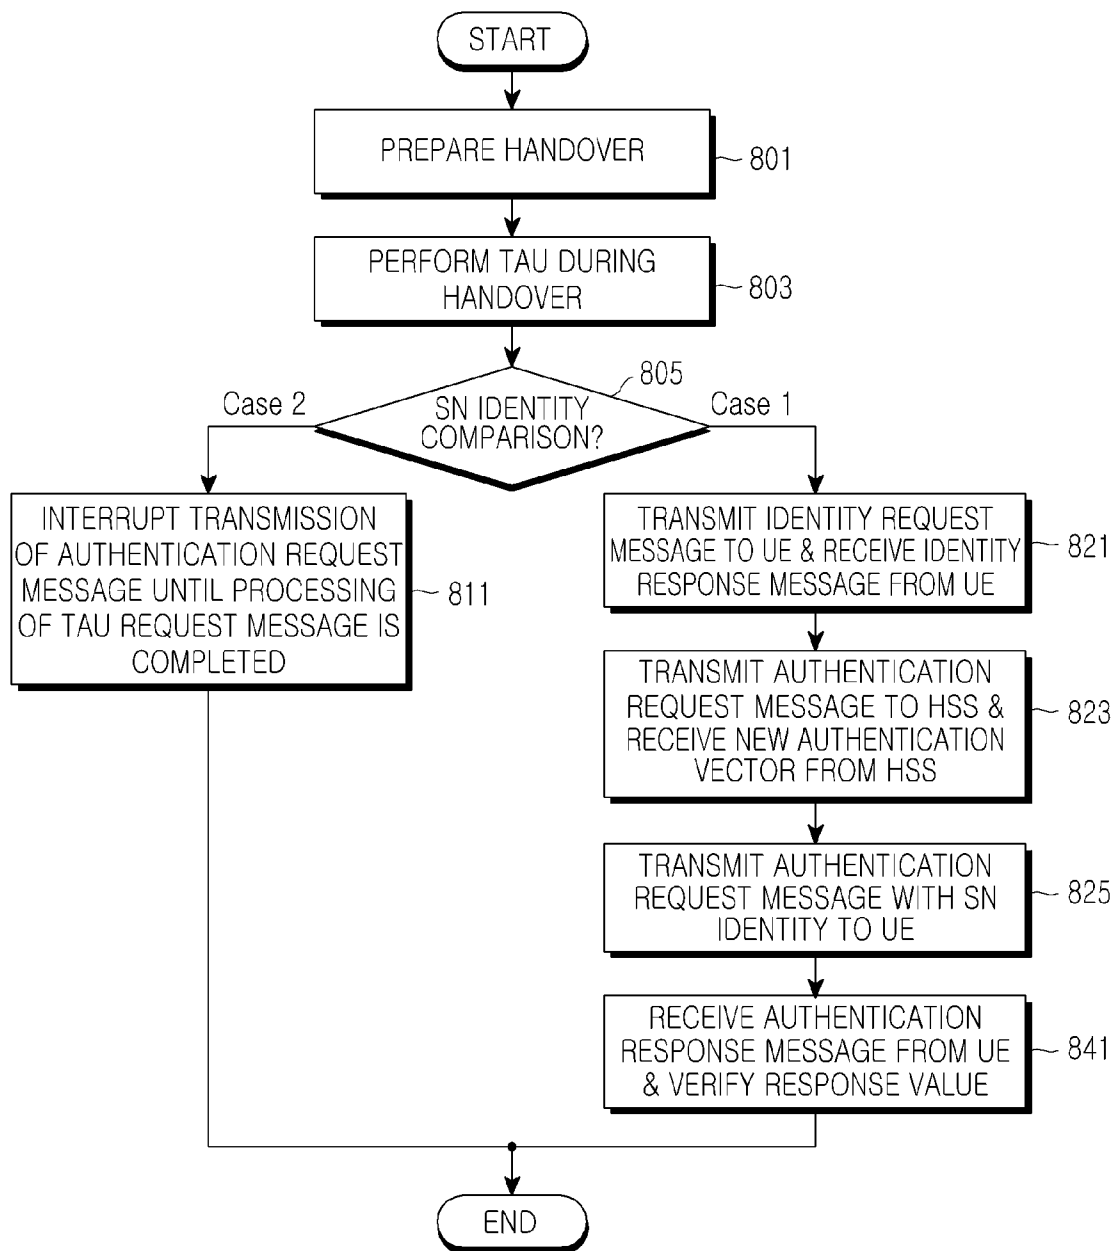 START
PREPARE HANDOVER
801
PERFORM TAU DURING
HANDOVER
803
805
SN IDENTITY
COMPARISON?
Case 2
Case 1
INTERRUPT TRANSMISSION
OF AUTHENTICATION REQUEST
MESSAGE UNTIL PROCESSING
OF TAU REQUEST MESSAGE IS
COMPLETED
811
TRANSMIT IDENTITY REQUEST
MESSAGE TO UE & RECEIVE IDENTITY
RESPONSE MESSAGE FROM UE
821
TRANSMIT AUTHENTICATION
REQUEST MESSAGE TO HSS &
RECEIVE NEW AUTHENTICATION
VECTOR FROM HSS
823
TRANSMIT AUTHENTICATION
REQUEST MESSAGE WITH SN
IDENTITY TO UE
825
RECEIVE AUTHENTICATION
RESPONSE MESSAGE FROM UE
& VERIFY RESPONSE VALUE
841
END